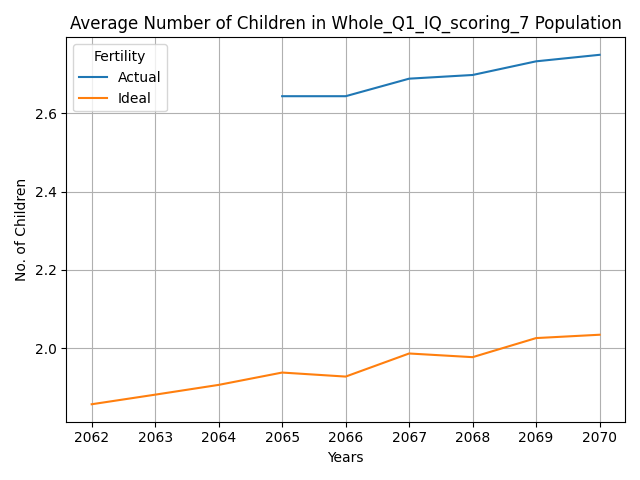 Average Number of Children in Whole_Q1_IQ_scoring_7 Population
Fertility
Actual
Ideal
2.6
2.4
2.2
2.0
No. of Children
2062 2063 2064 2065 2066 2067 2068 2069 2070
Years